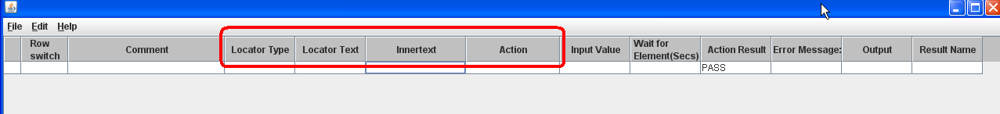 File Edit Help
Row switch Comment Locator Type Locator Text Innertext Action Input Value Wait for Element(Secs) Action Result Error Message: Output Result Name
PASS